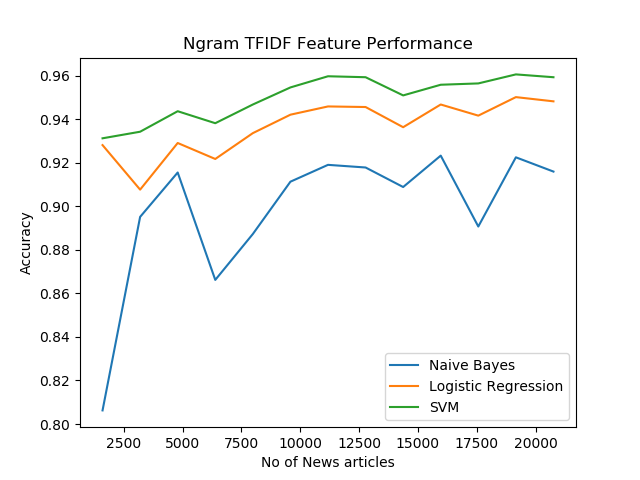 Ngram TFIDF Feature Performance
Accuracy
0.96
0.94
0.92
0.90
0.88
0.86
0.84
0.82
0.80
Naive Bayes
Logistic Regression
SVM
2500 5000 7500 10000 12500 15000 17500 20000
No of News articles